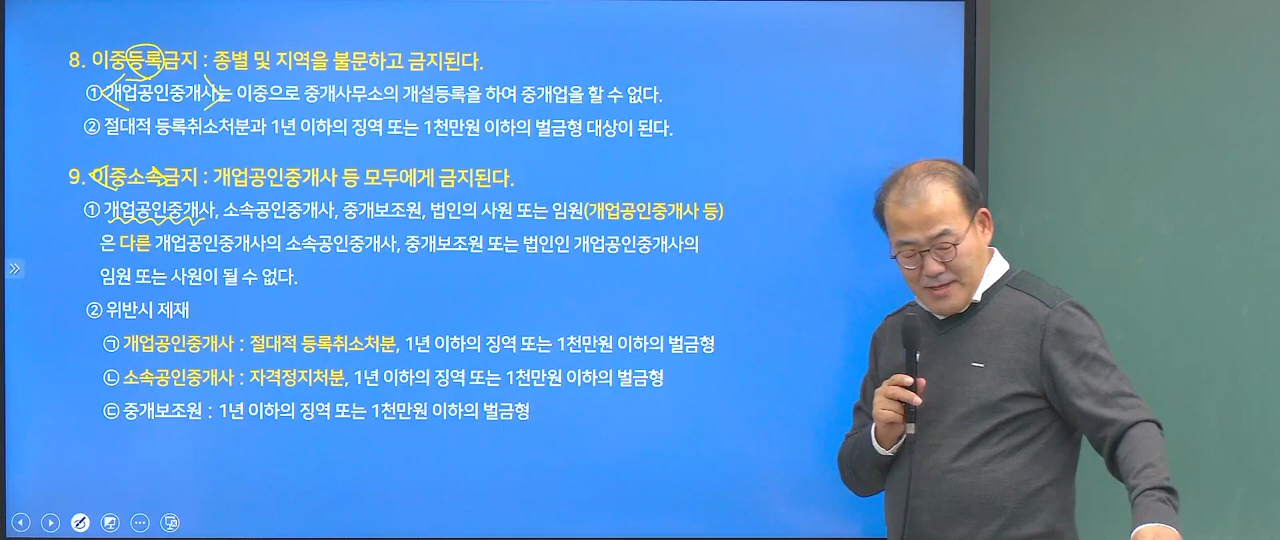 8. 이중등록금지 : 종별 및 지역을 불문하고 금지된다.
① 개업공인중개사는 이중으로 중개사무소의 개설등록을 하여 중개업을 할 수 없다.
② 절대적 등록취소처분과 1년 이하의 징역 또는 1천만원 이하의 벌금형 대상이 된다.
9. 이중소속금지 : 개업공인중개사 등 모두에게 금지된다.
① 개업공인중개사, 소속공인중개사, 중개보조원, 법인의 사원 또는 임원(개업공인중개사 등)
은 다른 개업공인중개사의 소속공인중개사, 중개보조원 또는 법인인 개업공인중개사의
임원 또는 사원이 될 수 없다.
② 위반시 제재
㉠ 개업공인중개사 : 절대적 등록취소처분, 1년 이하의 징역 또는 1천만원 이하의 벌금형
㉡ 소속공인중개사 : 자격정지처분, 1년 이하의 징역 또는 1천만원 이하의 벌금형
㉢ 중개보조원 : 1년 이하의 징역 또는 1천만원 이하의 벌금형